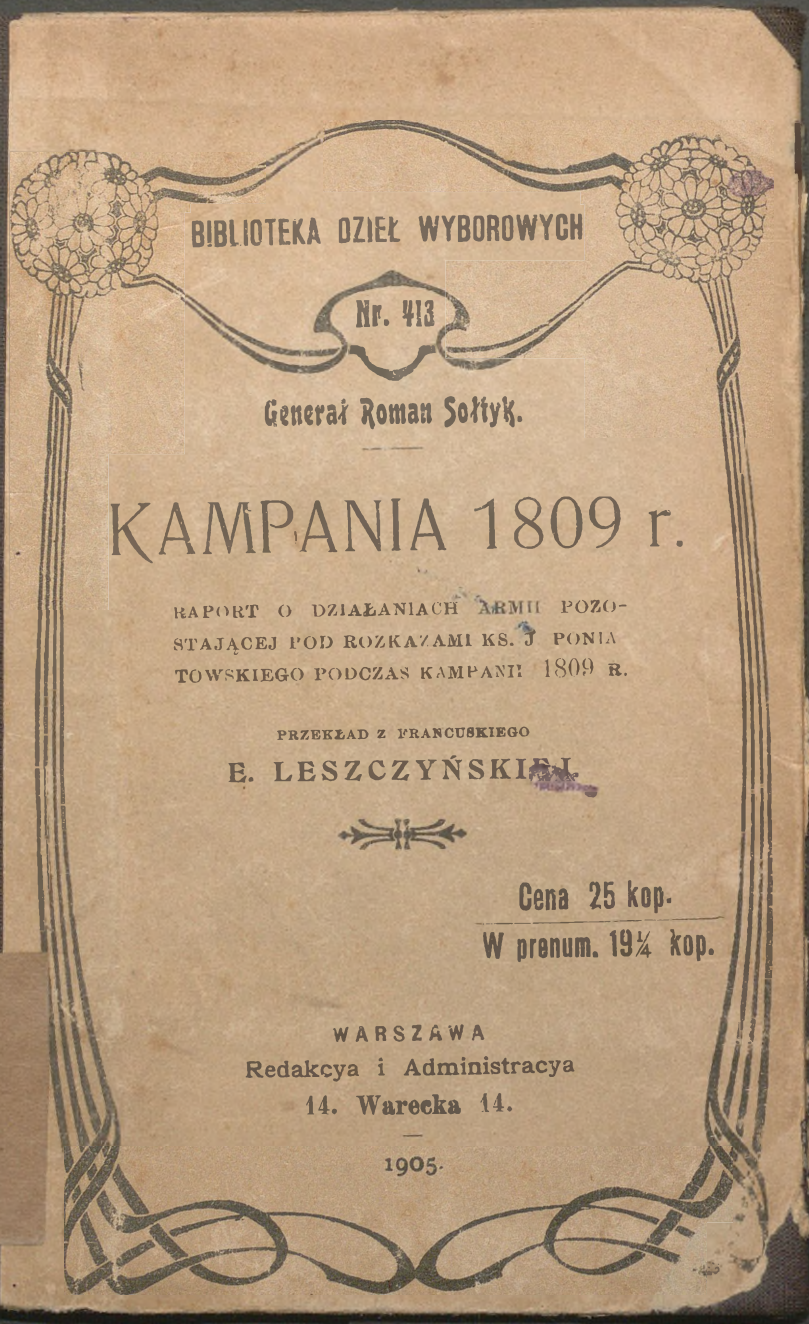 BIBLIOTEKA DZIEŁ WYBOROWYCH
Nr. 413
Generał Roman Sołtyk.
KAMPANIA 1809 r.
RAPORT O DZIAŁANIACH ARMII POZO-
STAJĄCEJ POD ROZKAZAMI KS. J PONIA
TOWSKIEGO PODCZAS KAMPANII 1809 R.
PRZEKŁAD Z FRANCUSKIEGO
E. LESZCZYŃSKIEJ.
Cena 25 kop.
W prenum. 19¼ kop.
WARSZAWA
Redakcya i Administracya
14. Warecka 14.
1905.